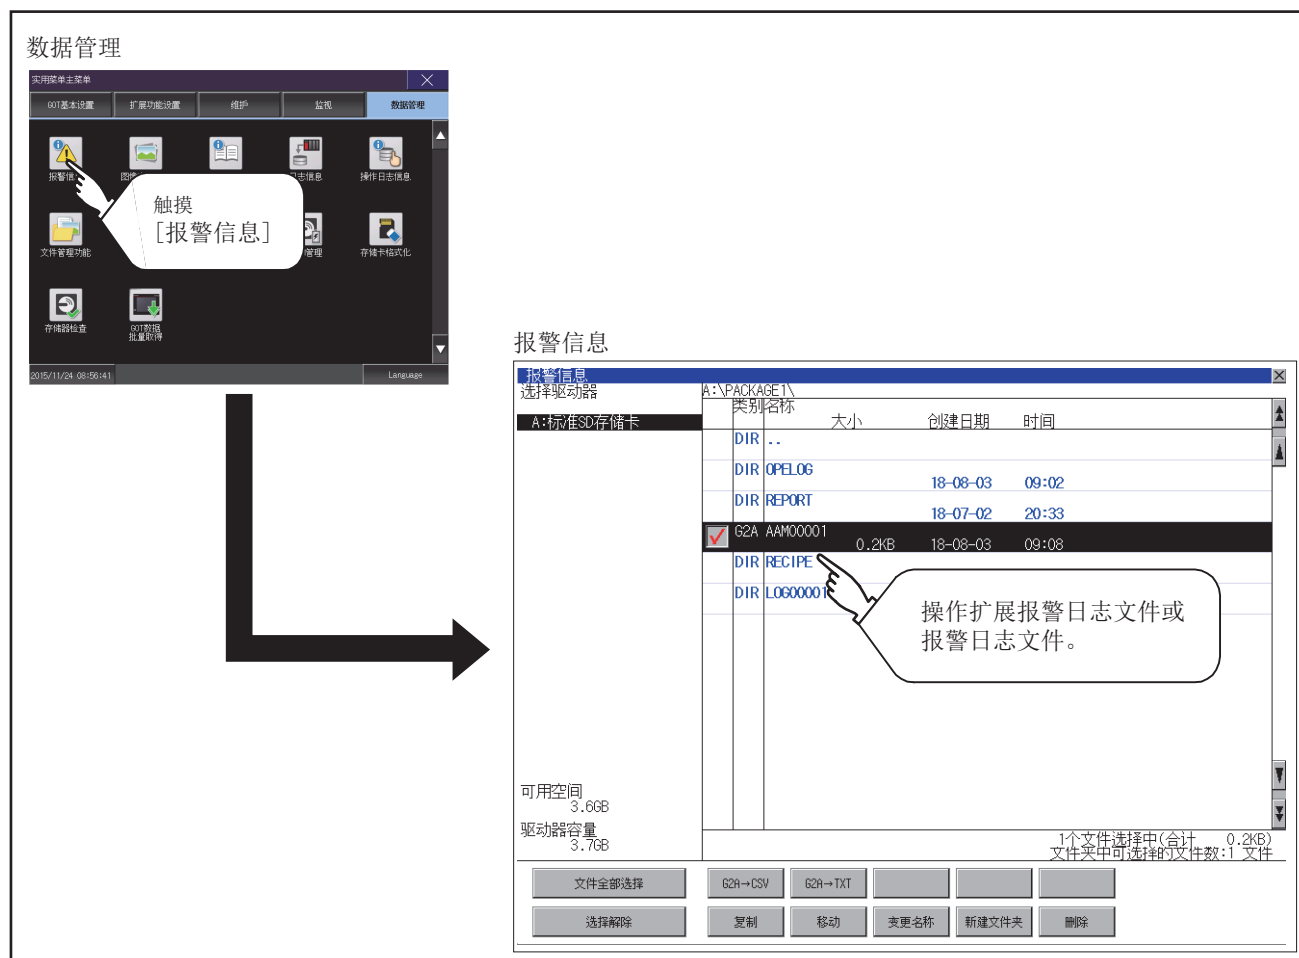 数据管理
实用菜单主菜单
GOT基本设置 扩展功能设置 维护 监视 数据管理
报警信
日志信息 操作日志信息
触摸
[报警信息]
文件管理功能
管理 存储卡格式化
存储器检查 GOT数据
批量取得
2015/11/24 08:56:41 Language
报警信息
报警信息
选择驱动器 A:\PACKAGE1\
类别 名称
A:标准SD存储卡 大小 创建日期 时间
DIR ..
DIR OPELOG
18-08-03 09:02
DIR REPORT
18-07-02 20:33
G2A AAM00001
0.2KB 18-08-03 09:08
DIR RECIPE
DIR LOG00001
操作扩展报警日志文件或
报警日志文件。
可用空间
3.6GB
驱动器容量
3.7GB
1个文件选择中(合计 0.2KB)
文件夹中可选择的文件数:1 文件
文件全部选择 G2A→CSV G2A→TXT
选择解除 复制 移动 变更名称 新建文件夹 删除